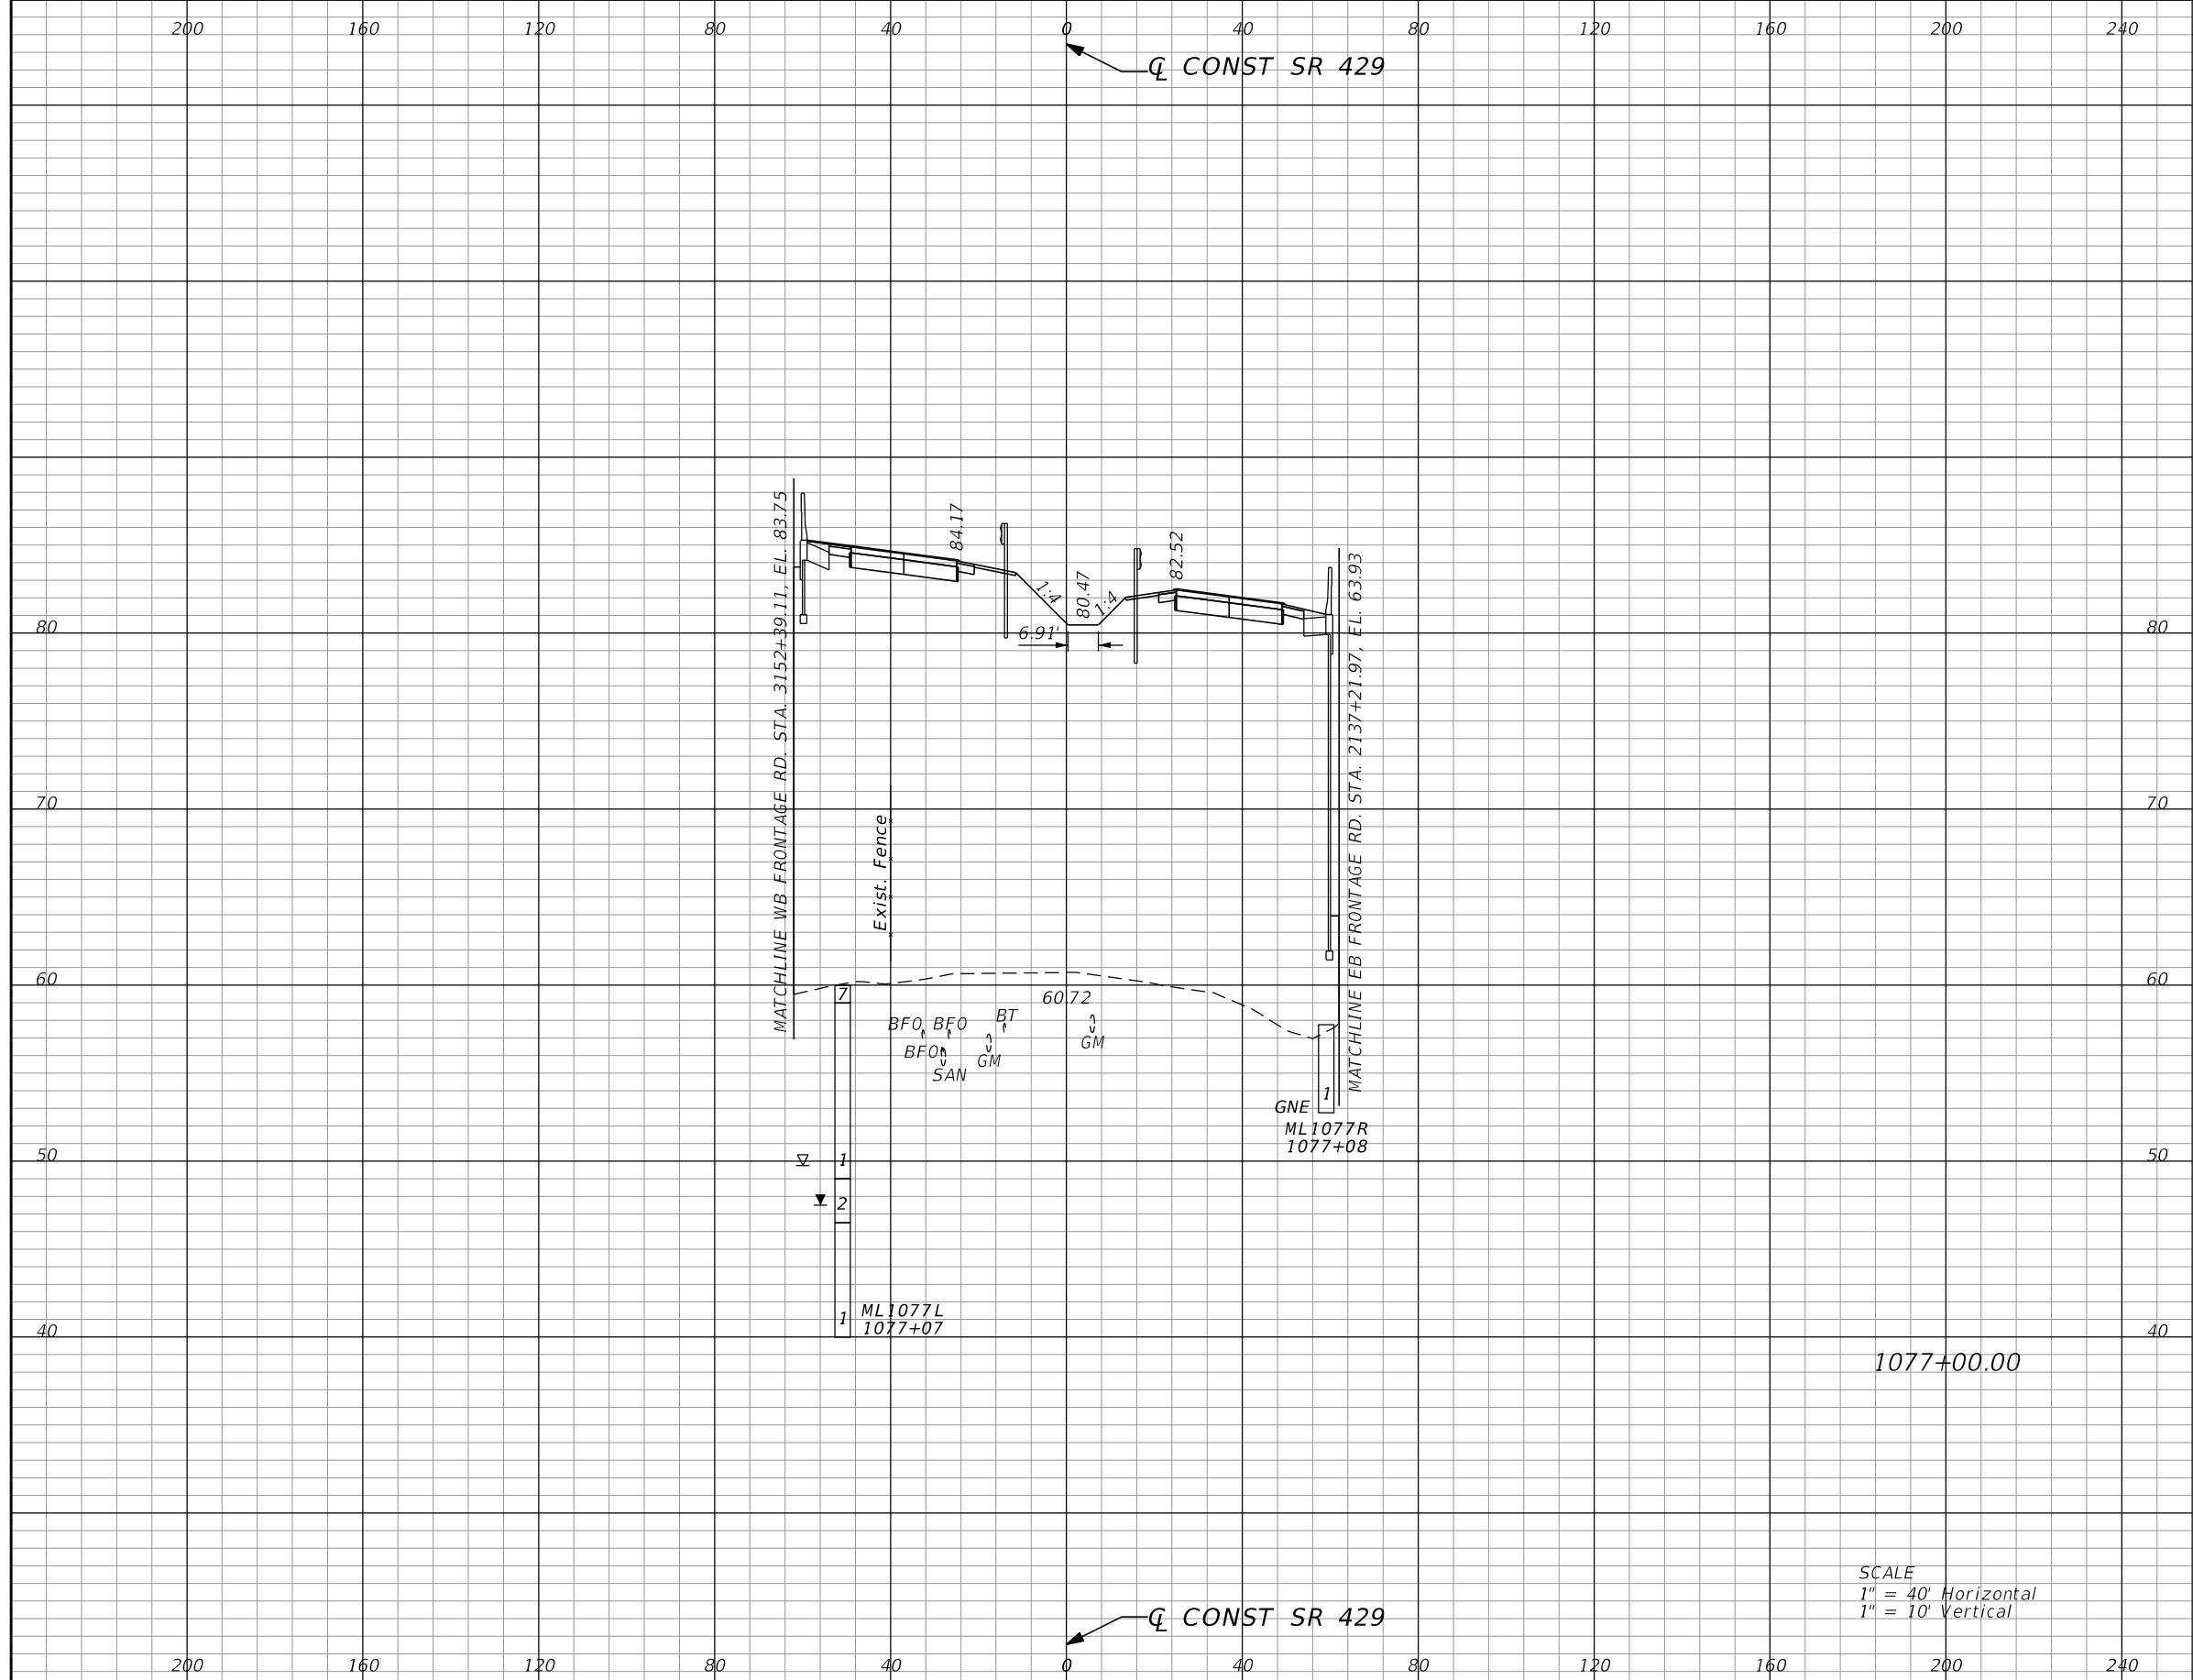 200 160 120 80 40 0 40 80 120 160 200 240
℄ CONST SR 429
MATCHLINE WB FRONTAGE RD. STA. 3152+39.11, EL. 83.75
84.17
82.52
80.47
1:4
1:4
6.91'
MATCHLINE EB FRONTAGE RD. STA. 2137+21.97, EL. 63.93
80 80
70 70
Exist. Fence
60 60
7
60.72
BFO BFO BT
BFO GM GM
SAN
1
GNE
ML1077R
1077+08
50 50
1
2
1
ML1077L
1077+07
40 40
1077+00.00
SCALE
1" = 40' Horizontal
1" = 10' Vertical
℄ CONST SR 429
200 160 120 80 40 0 40 80 120 160 200 240